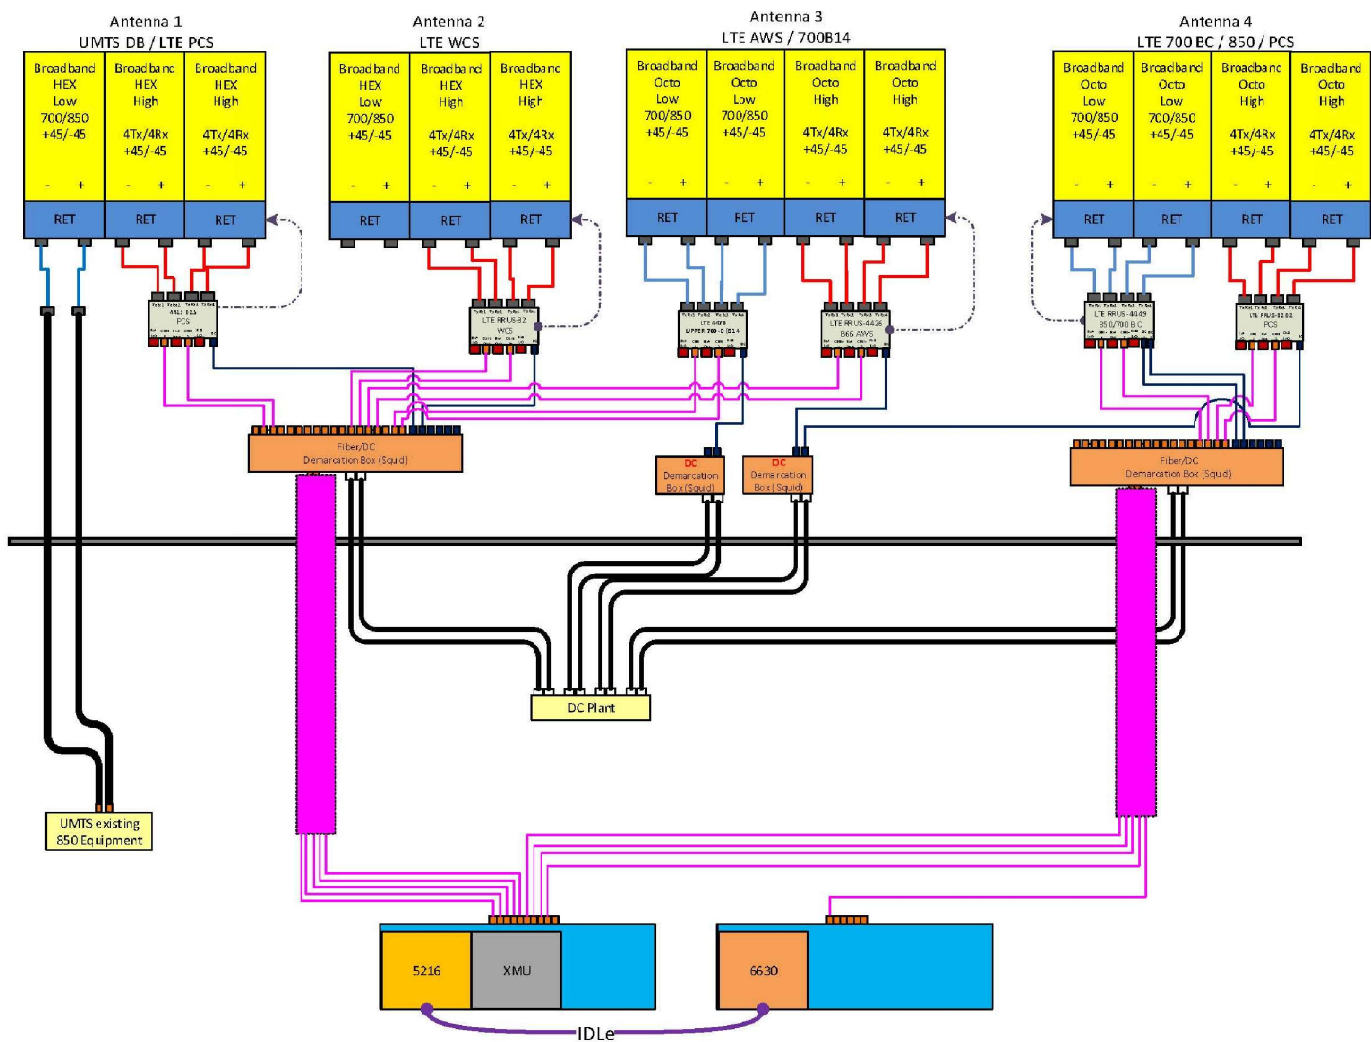 Antenna 1
UMTS DB / LTE PCS
Antenna 2
LTE WCS
Antenna 3
LTE AWS / 700B14
Antenna 4
LTE 700 BC / 850 / PCS
Broadband
HEX
Low
700/850
+45/-45
- +
RET
Broadband
HEX
High
4Tx/4Rx
+45/-45
- +
RET
Broadband
HEX
High
4Tx/4Rx
+45/-45
- +
RET
Broadband
HEX
Low
700/850
+45/-45
- +
RET
Broadband
HEX
High
4Tx/4Rx
+45/-45
- +
RET
Broadband
HEX
High
4Tx/4Rx
+45/-45
- +
RET
Broadband
Octo
Low
700/850
+45/-45
- +
RET
Broadband
Octo
Low
700/850
+45/-45
- +
RET
Broadband
Octo
High
4Tx/4Rx
+45/-45
- +
RET
Broadband
Octo
High
4Tx/4Rx
+45/-45
- +
RET
Broadband
Octo
Low
700/850
+45/-45
- +
RET
Broadband
Octo
Low
700/850
+45/-45
- +
RET
Broadband
Octo
High
4Tx/4Rx
+45/-45
- +
RET
Broadband
Octo
High
4Tx/4Rx
+45/-45
- +
RET
PCS
LTE RRUS-32
WCS
UPPER 700
LTE RRUS-4426
B66 AWS
LTE RRUS-4449
850/700 B C
PCS
Fiber/DC
Demarcation Box (Squid)
DC
Demarcation
Box (Squid)
DC
Demarcation
Box (Squid)
Fiber/DC
Demarcation Box (Squid)
DC Plant
UMTS existing
850 Equipment
5216
XMU
6630
IDLe